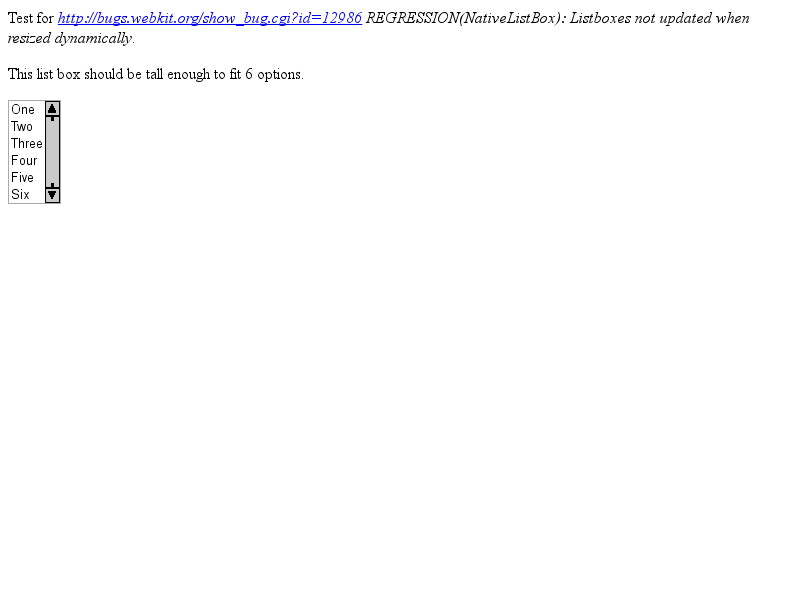 Test for http://bugs.webkit.org/show_bug.cgi?id=12986 REGRESSION(NativeListBox): Listboxes not updated when
resized dynamically.
This list box should be tall enough to fit 6 options.
One
Two
Three
Four
Five
Six